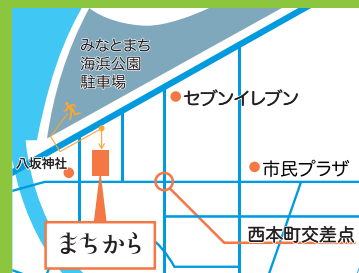 みなとまち
海浜公園
駐車場
セブンイレブン
八坂神社
市民プラザ
西本町交差点
まちから